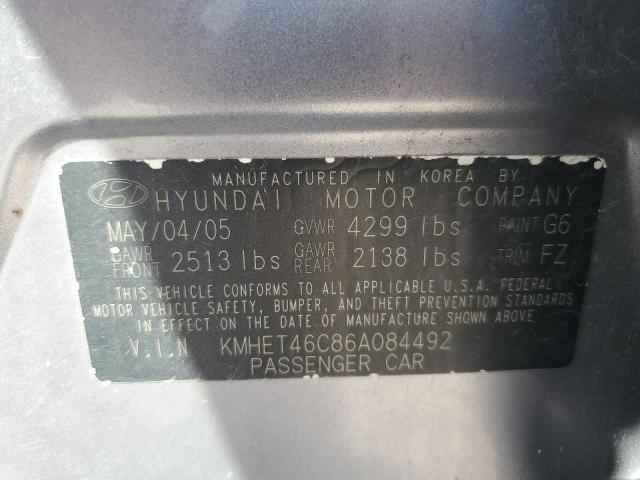 MANUFACTURED IN KOREA BY
HYUNDAI MOTOR COMPANY
MAY/04/05 GVWR 4299 lbs PAINT G6
GAWR FRONT 2513 lbs GAWR REAR 2138 lbs TRIM FZ
THIS VEHICLE CONFORMS TO ALL APPLICABLE U.S.A. FEDERAL
MOTOR VEHICLE SAFETY, BUMPER, AND THEFT PREVENTION STANDARDS
IN EFFECT ON THE DATE OF MANUFACTURE SHOWN ABOVE
V.I.N KMHET46C86A084492
PASSENGER CAR